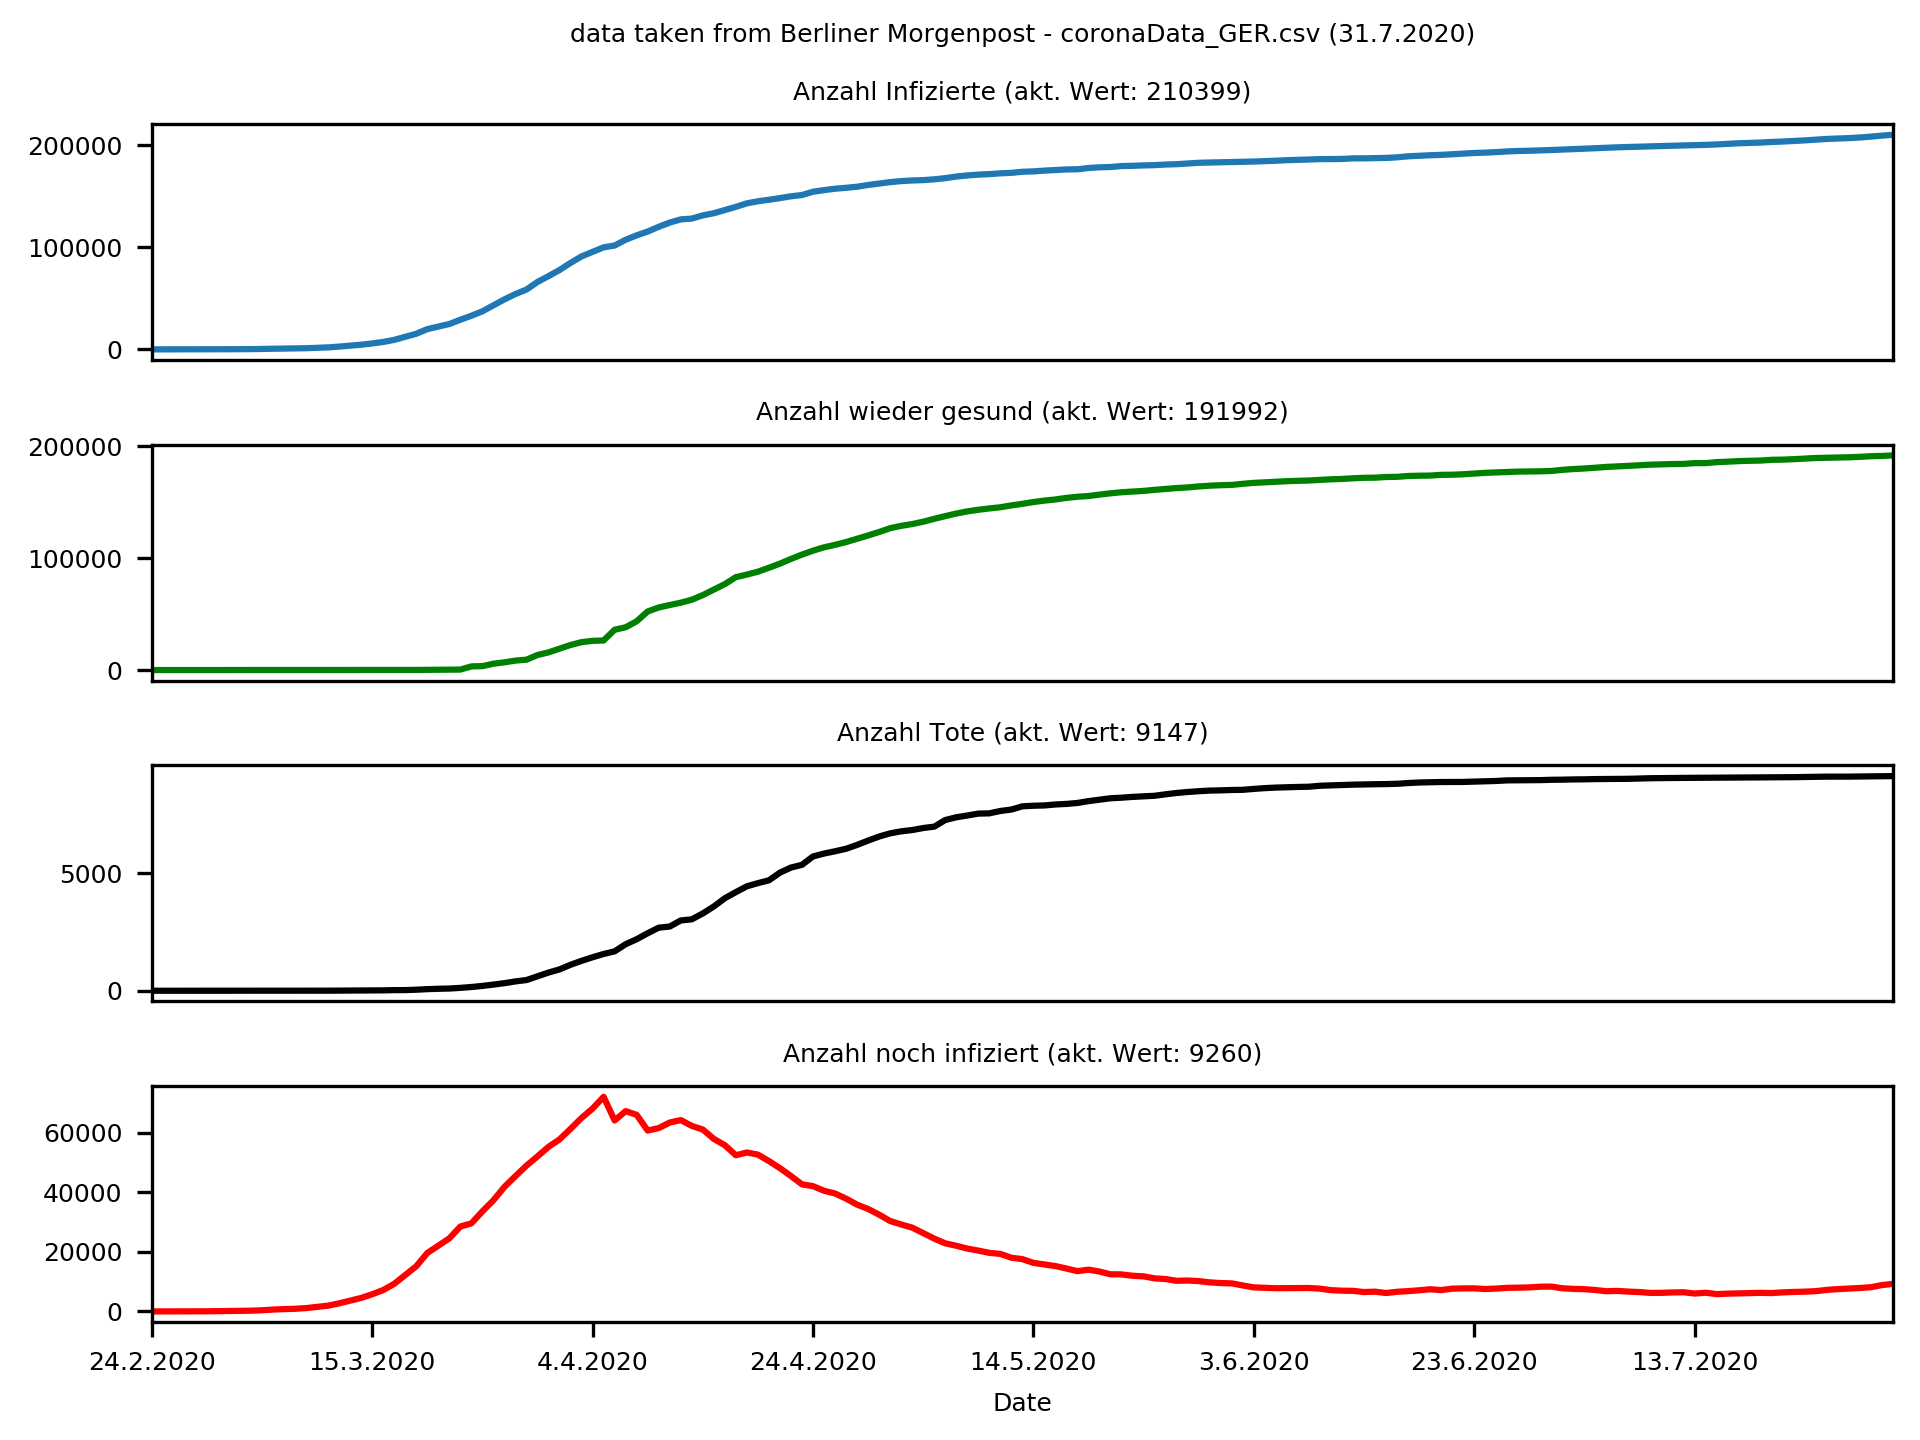 data taken from Berliner Morgenpost - coronaData_GER.csv (31.7.2020)
Anzahl Infizierte (akt. Wert: 210399)
200000
100000
0
Anzahl wieder gesund (akt. Wert: 191992)
200000
100000
0
Anzahl Tote (akt. Wert: 9147)
5000
0
Anzahl noch infiziert (akt. Wert: 9260)
60000
40000
20000
0
24.2.2020 15.3.2020 4.4.2020 24.4.2020 14.5.2020 3.6.2020 23.6.2020 13.7.2020
Date